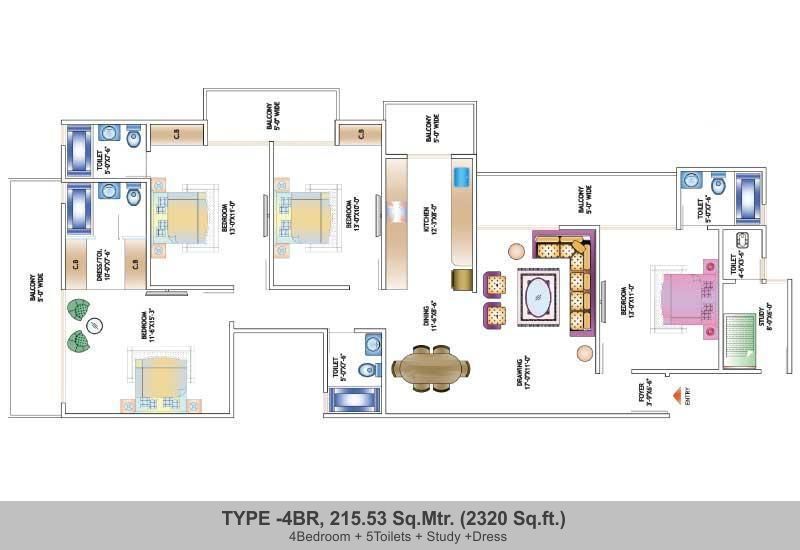 BALCONY
5'-0" WIDE
BALCONY
5'-0" WIDE
C.B
C.B
TOILET
5'-0"X7'-6"
BEDROOM
13'-0"X11'-0"
BEDROOM
13'-0"X10'-0"
KITCHEN
12'-1"X8'-0"
BALCONY
5'-0" WIDE
TOILET
5'-0"X7'-6"
BALCONY
5'-0" WIDE
C.B
DRESS/TOI.
10'-0"X7'-6"
C.B
TOILET
4'-6"X5'-6"
BEDROOM
11'-6"X15'-3"
DINING
11'-6"X8'-6"
BEDROOM
13'-0"X11'-0"
STUDY
8'-0"X6'-0"
TOILET
5'-0"X7'-6"
DRAWING
17'-0"X11'-0"
FOYER
3'-9"X6'-6"
ENTRY
TYPE -4BR, 215.53 Sq.Mtr. (2320 Sq.ft.)
4Bedroom + 5Toilets + Study +Dress